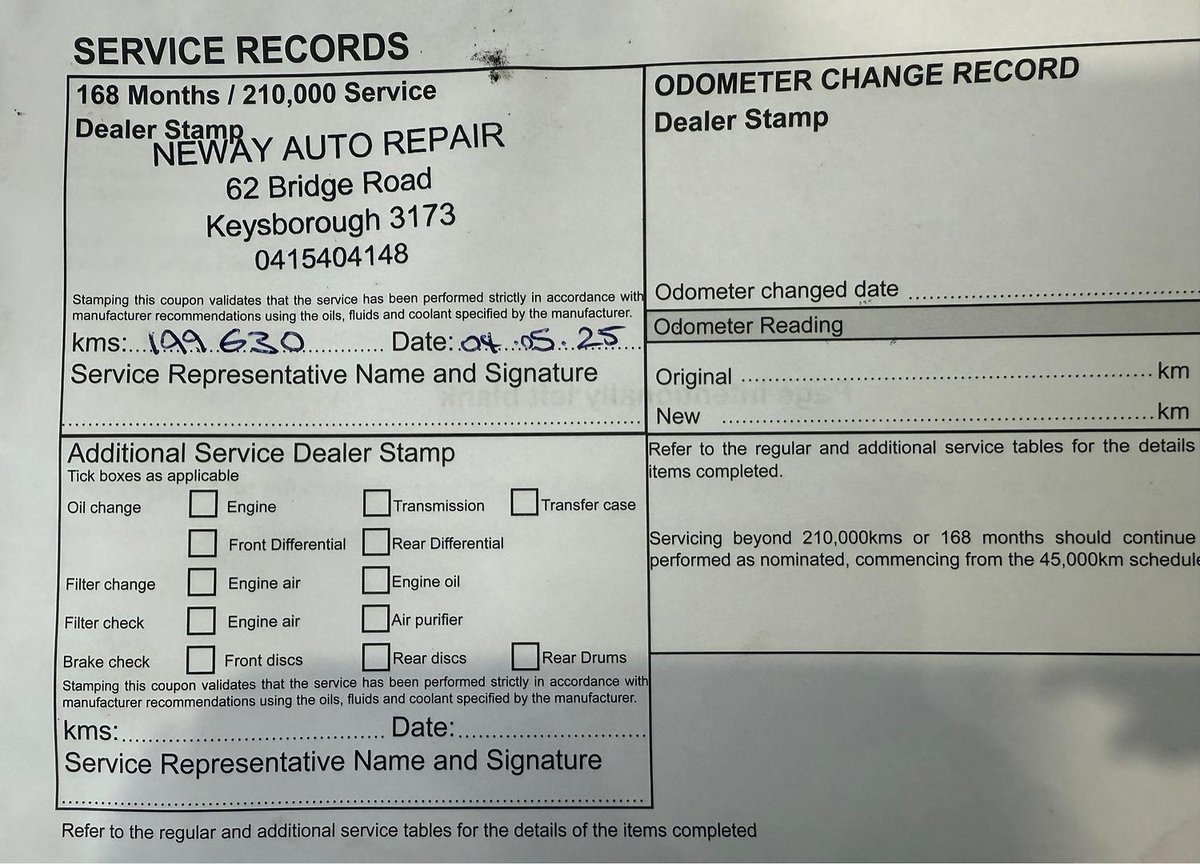 SERVICE RECORDS
168 Months / 210,000 Service
Dealer Stamp
NEWAY AUTO REPAIR
62 Bridge Road
Keysborough 3173
0415404148
Stamping this coupon validates that the service has been performed strictly in accordance with
manufacturer recommendations using the oils, fluids and coolant specified by the manufacturer.
kms: 199 630 Date: 04.05.25
Service Representative Name and Signature
Additional Service Dealer Stamp
Tick boxes as applicable
Oil change Engine Transmission Transfer case
Front Differential Rear Differential
Filter change Engine air Engine oil
Filter check Engine air Air purifier
Brake check Front discs Rear discs Rear Drums
Stamping this coupon validates that the service has been performed strictly in accordance with
manufacturer recommendations using the oils, fluids and coolant specified by the manufacturer.
kms: Date:
Service Representative Name and Signature
Refer to the regular and additional service tables for the details of the items completed
ODOMETER CHANGE RECORD
Dealer Stamp
Odometer changed date
Odometer Reading
Original km
New km
Refer to the regular and additional service tables for the details
items completed.
Servicing beyond 210,000kms or 168 months should continue
performed as nominated, commencing from the 45,000km schedule